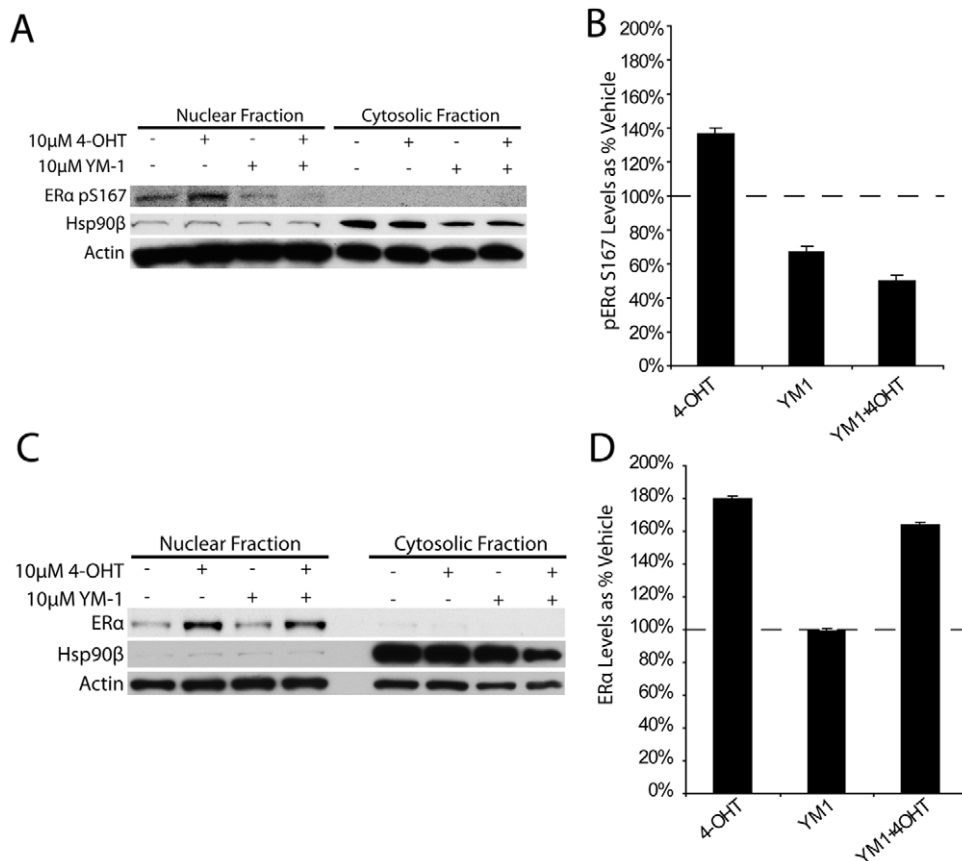 A
Nuclear Fraction Cytosolic Fraction
10µM 4-OHT - + - + - + - +
10µM YM-1 - - + + - - + +
ERα pS167
Hsp90β
Actin
B
pERα S167 Levels as % Vehicle
200%
180%
160%
140%
120%
100%
80%
60%
40%
20%
0%
4-OHT
YM1
YM1+4OHT
C
Nuclear Fraction Cytosolic Fraction
10µM 4-OHT - + - + - + - +
10µM YM-1 - - + + - - + +
ERα
Hsp90β
Actin
D
ERα Levels as % Vehicle
200%
180%
160%
140%
120%
100%
80%
60%
40%
20%
0%
4-OHT
YM1
YM1+4OHT